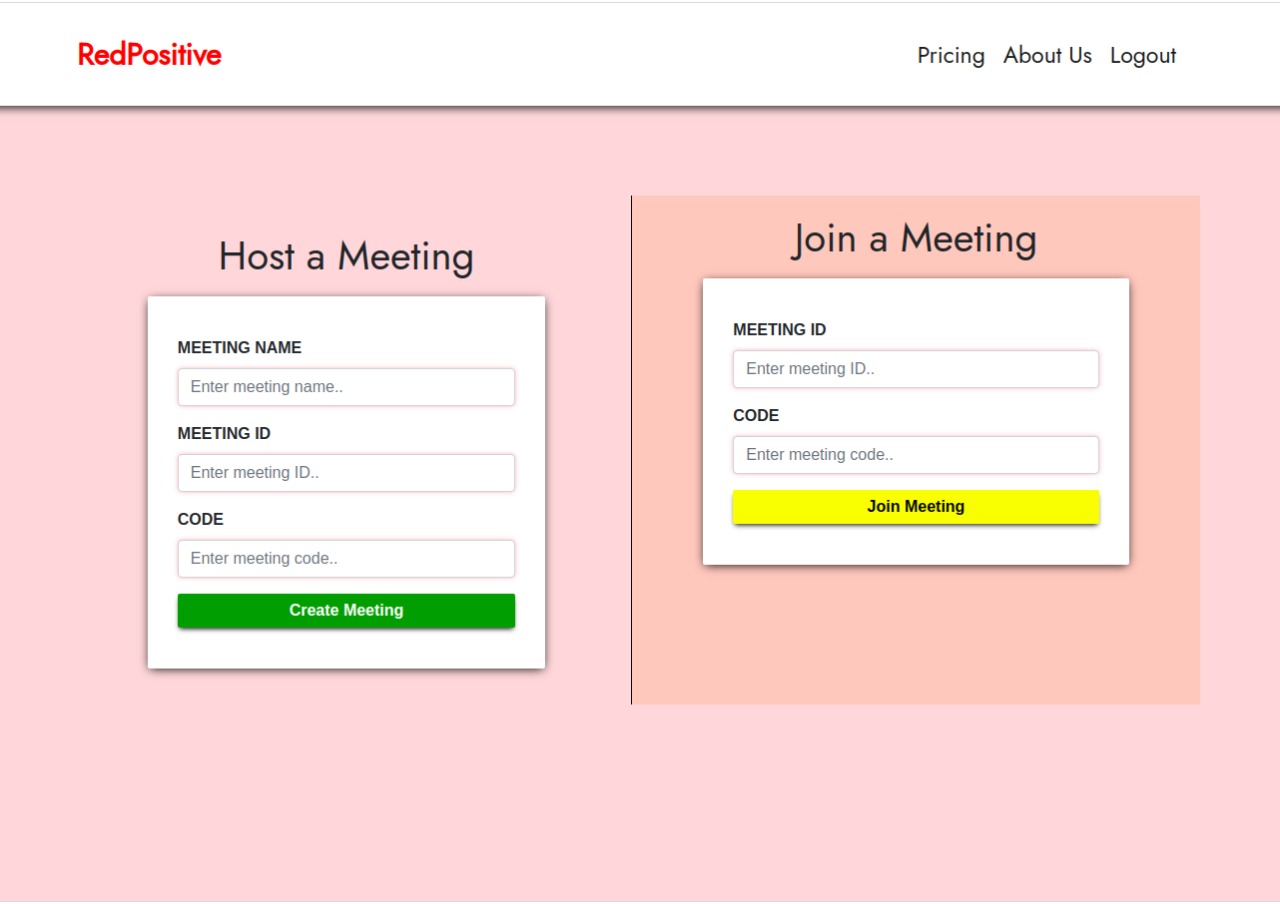 RedPositive
Pricing About Us Logout
Host a Meeting
MEETING NAME
Enter meeting name..
MEETING ID
Enter meeting ID..
CODE
Enter meeting code..
Create Meeting
Join a Meeting
MEETING ID
Enter meeting ID..
CODE
Enter meeting code..
Join Meeting